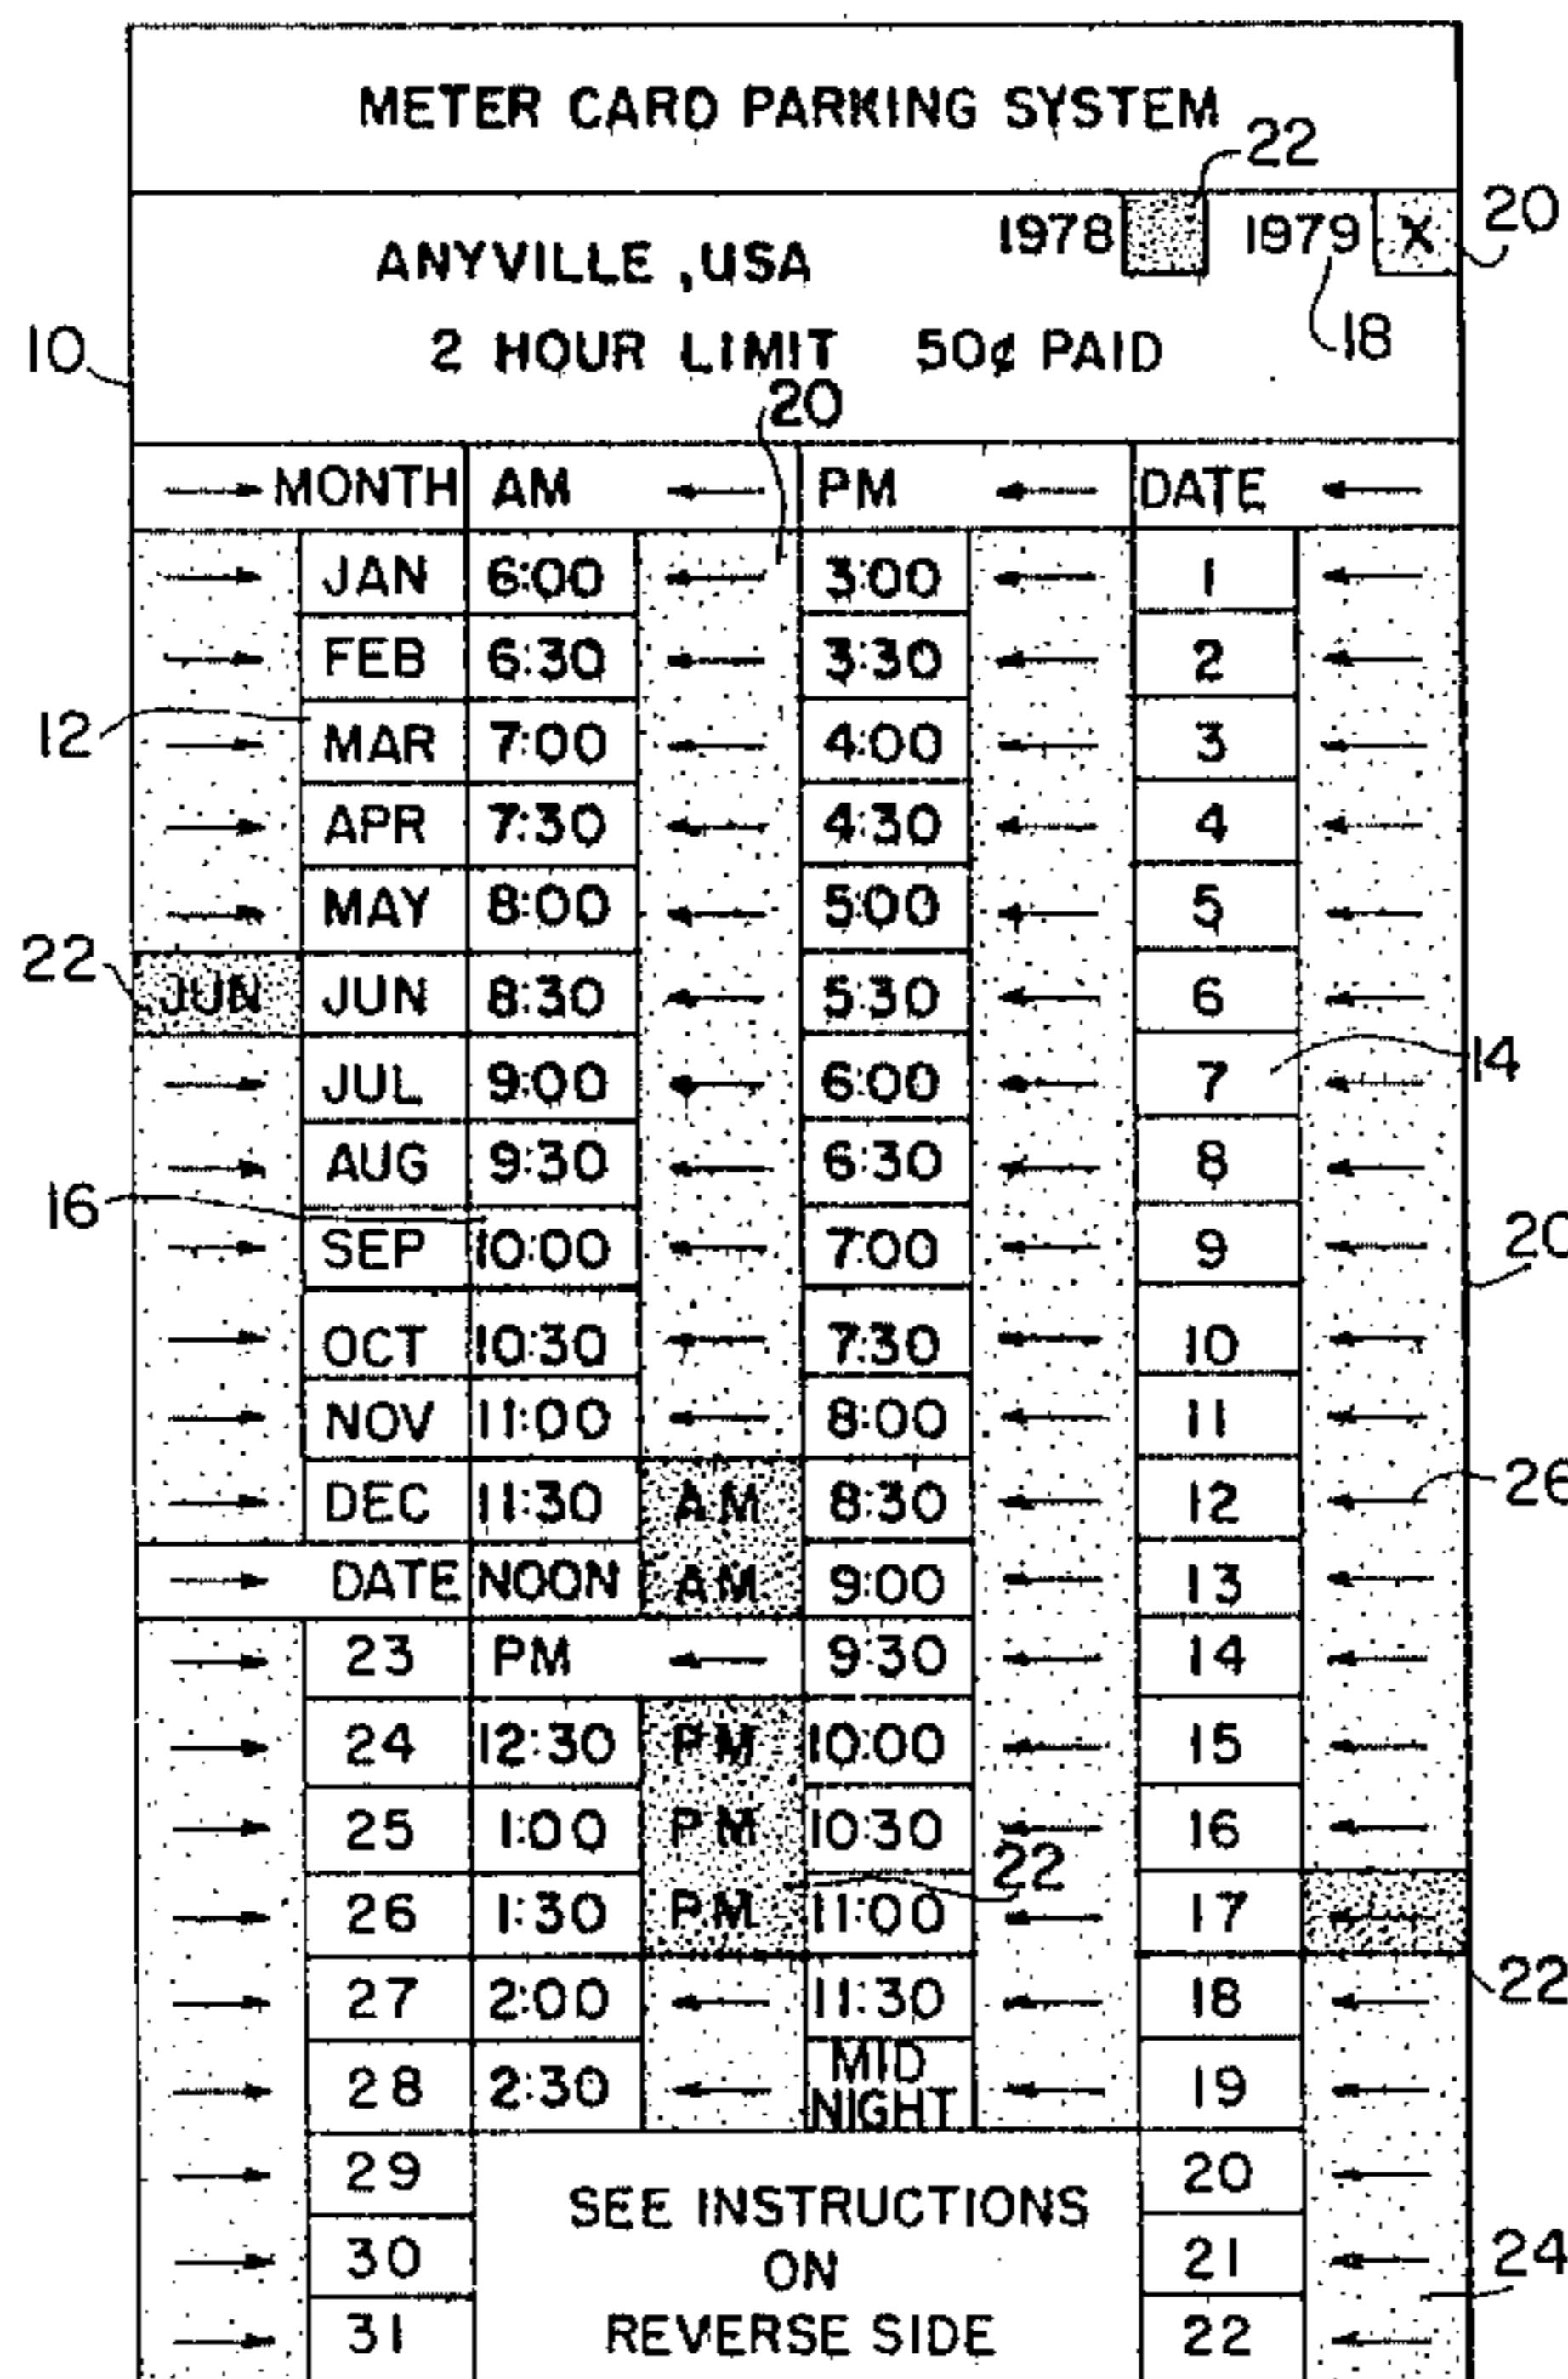 METER CARD PARKING SYSTEM
22
ANYVILLE ,USA 1978 1979 X 20
2 HOUR LIMIT 50¢ PAID 18
10
20
MONTH AM PM DATE
JAN 6:00 3:00 1
FEB 6:30 3:30 2
12 MAR 7:00 4:00 3
APR 7:30 4:30 4
MAY 8:00 5:00 5
22 JUN JUN 8:30 5:30 6
JUL 9:00 6:00 7 14
AUG 9:30 6:30 8
16 SEP 10:00 7:00 9 20
OCT 10:30 7:30 10
NOV 11:00 8:00 11
DEC 11:30 AM 8:30 12 26
DATE NOON AM 9:00 13
23 PM 9:30 14
24 12:30 PM 10:00 15
25 1:00 PM 10:30 16
22
26 1:30 PM 11:00 17
27 2:00 11:30 18 22
28 2:30 MID NIGHT 19
29 20
SEE INSTRUCTIONS
30 ON 21 24
31 REVERSE SIDE 22